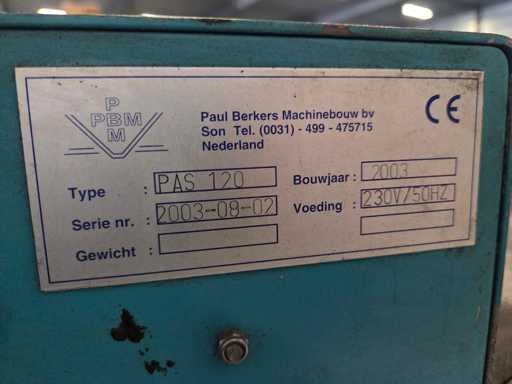 P
PBM
M
Paul Berkers Machinebouw bv
Son Tel. (0031) - 499 - 475715
Nederland
CE
Type : PAS 120
Bouwjaar : 2003
Serie nr. : 2003-08-02
Voeding : 230V/50HZ
Gewicht :